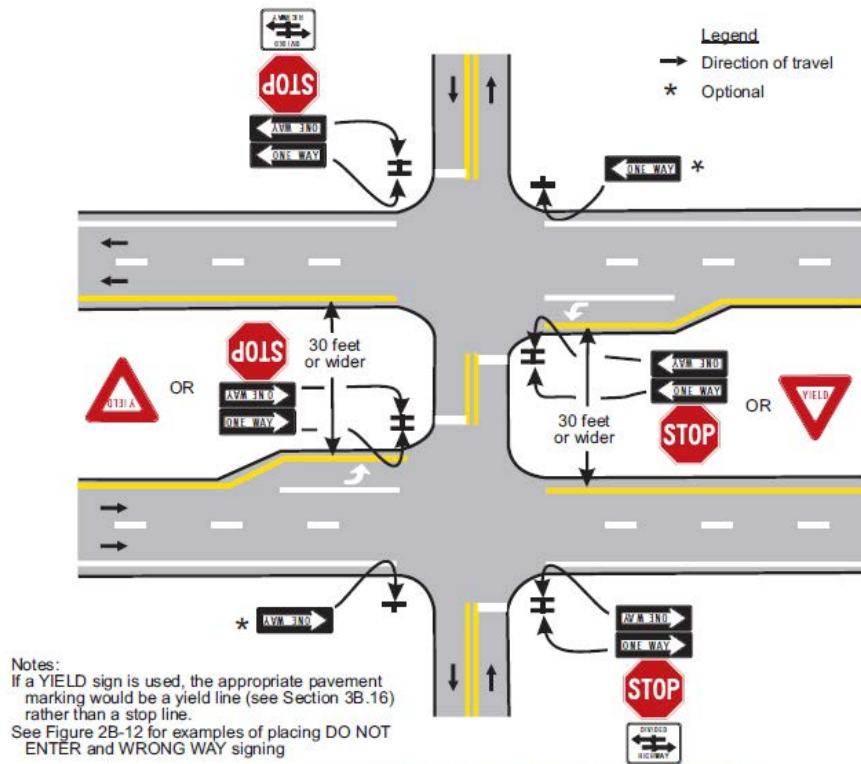 HIGHWAY
DIVIDED
STOP
ONE WAY
ONE WAY
Legend
Direction of travel
* Optional
ONE WAY *
30 feet
or wider
STOP
YIELD
OR
ONE WAY
ONE WAY
ONE WAY
ONE WAY
STOP
OR
YIELD
30 feet
or wider
* ONE WAY
ONE WAY
ONE WAY
STOP
DIVIDED
HIGHWAY
Notes:
If a YIELD sign is used, the appropriate pavement
marking would be a yield line (see Section 3B.16)
rather than a stop line.
See Figure 2B-12 for examples of placing DO NOT
ENTER and WRONG WAY signing